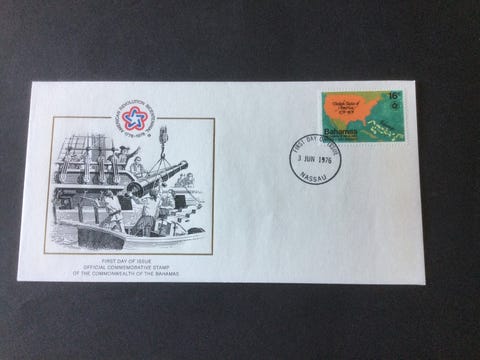 AMERICAN REVOLUTION BICENTENNIAL
1776-1976
16c
United States of
America
Bahamas
FIRST DAY OF ISSUE
3 JUN 1976
NASSAU
FIRST DAY OF ISSUE
OFFICIAL COMMEMORATIVE STAMP
OF THE COMMONWEALTH OF THE BAHAMAS